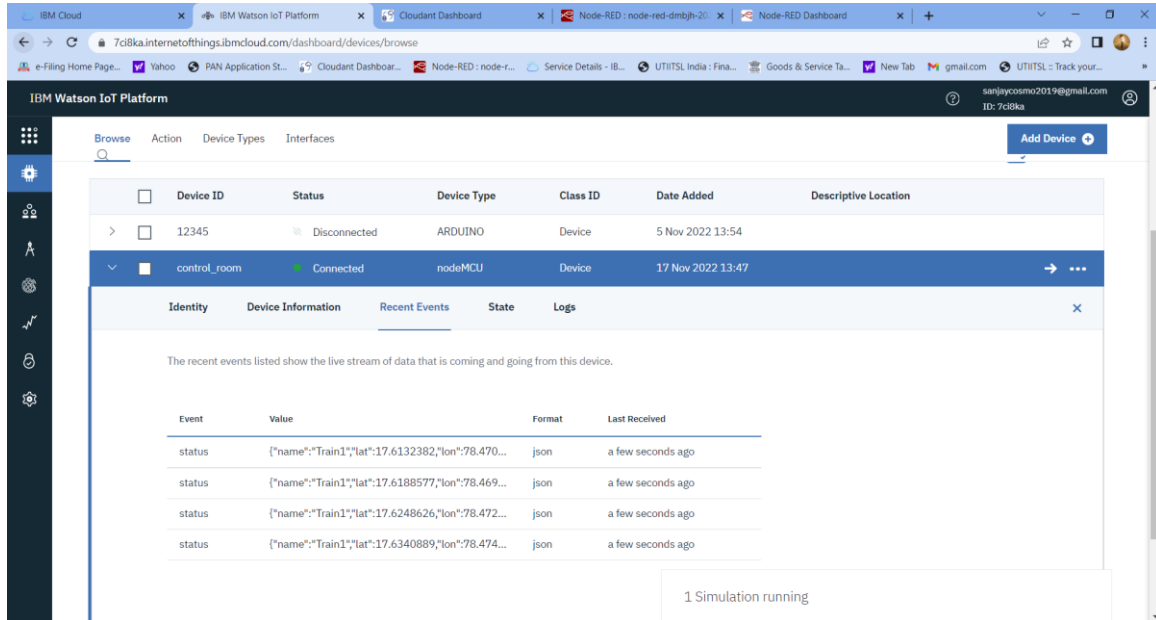 IBM Cloud IBM Watson IoT Platform Cloudant Dashboard Node-RED : node-red-dmbjh-20 Node-RED Dashboard
7ci8ka.internetofthings.ibmcloud.com/dashboard/devices/browse
e-Filing Home Page... Yahoo PAN Application St... Cloudant Dashboar... Node-RED : node-r... Service Details - IB... UTIITSL India : Fina... Goods & Service Ta... New Tab gmail.com UTIITSL :: Track your... »
IBM Watson IoT Platform
sanjaycosmo2019@gmail.com
ID: 7ci8ka
Browse Action Device Types Interfaces Add Device
Device ID Status Device Type Class ID Date Added Descriptive Location
12345 Disconnected ARDUINO Device 5 Nov 2022 13:54
control_room Connected nodeMCU Device 17 Nov 2022 13:47
Identity Device Information Recent Events State Logs
The recent events listed show the live stream of data that is coming and going from this device.
Event Value Format Last Received
status {"name":"Train1","lat":17.6132382,"lon":78.470... json a few seconds ago
status {"name":"Train1","lat":17.6188577,"lon":78.469... json a few seconds ago
status {"name":"Train1","lat":17.6248626,"lon":78.472... json a few seconds ago
status {"name":"Train1","lat":17.6340889,"lon":78.474... json a few seconds ago
1 Simulation running